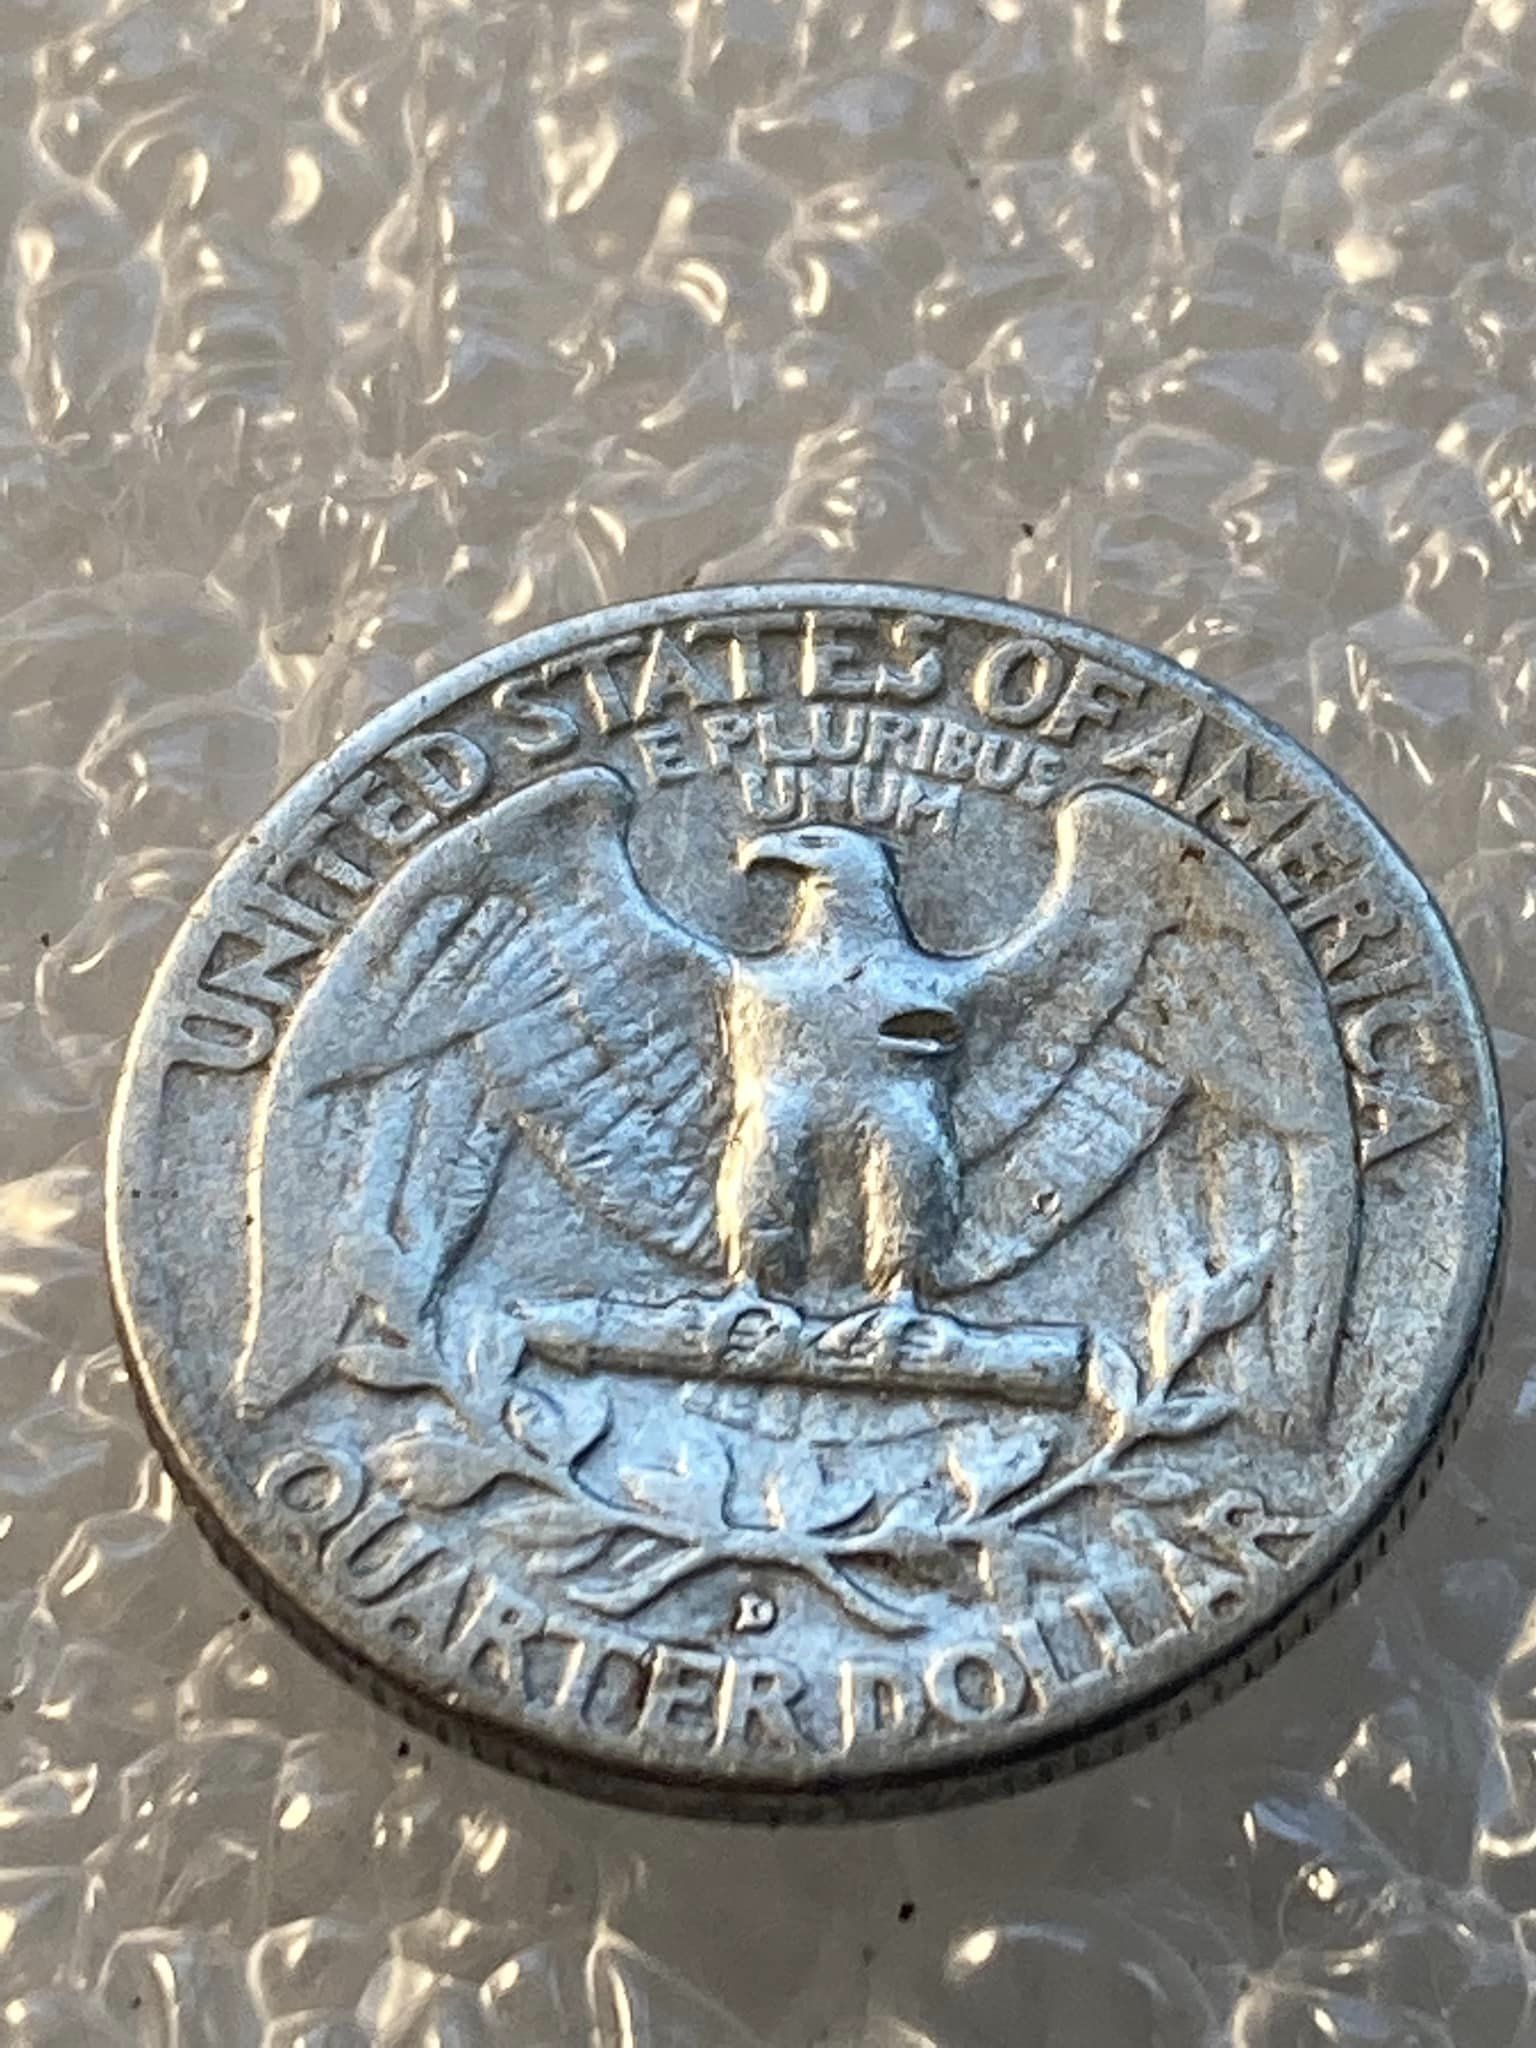 UNITED STATES OF AMERICA
E PLURIBUS
UNUM
D
QUARTER DOLLAR